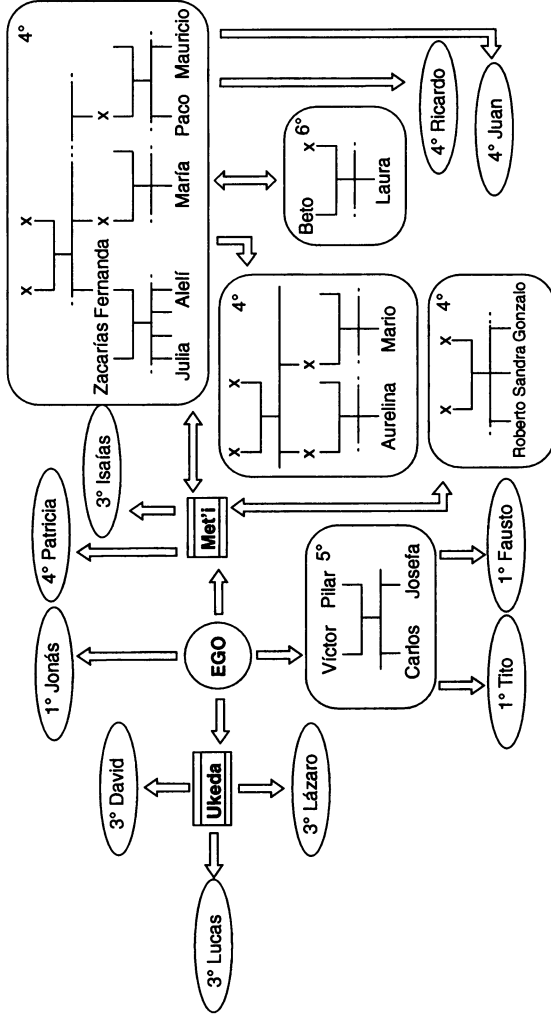 4°
x x
Zacarías Fernanda x x
Julia Alelí María Paco Mauricio
1° Jonás
4° Patricia
3° Isaías
3° David
3° Lucas
Ukeda
EGO
Met'i
3° Lázaro
4°
x x
x x
Aurelina Mario
6°
Beto x
Laura
4° Ricardo
4° Juan
5°
Víctor Pilar
Carlos Josefa
1° Tito
1° Fausto
4°
x x
Roberto Sandra Gonzalo